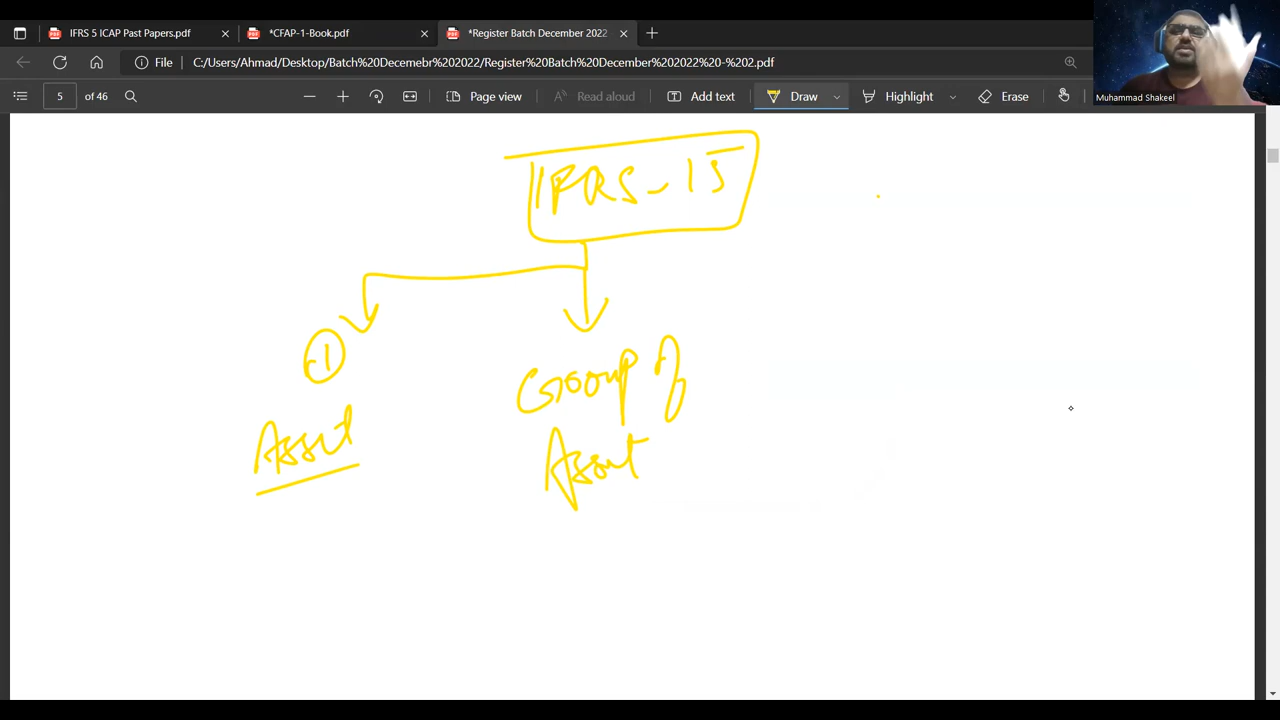 IFRS 5 ICAP Past Papers.pdf
*CFAP-1-Book.pdf
*Register Batch December 2022
File
C:/Users/Ahmad/Desktop/Batch%20Decemebr%202022/Register%20Batch%20December%202022%20-%202.pdf
5 of 46
Page view
Read aloud
Add text
Draw
Highlight
Erase
Muhammad Shakeel
IFRS-15
1
Asset
Group of
Asset